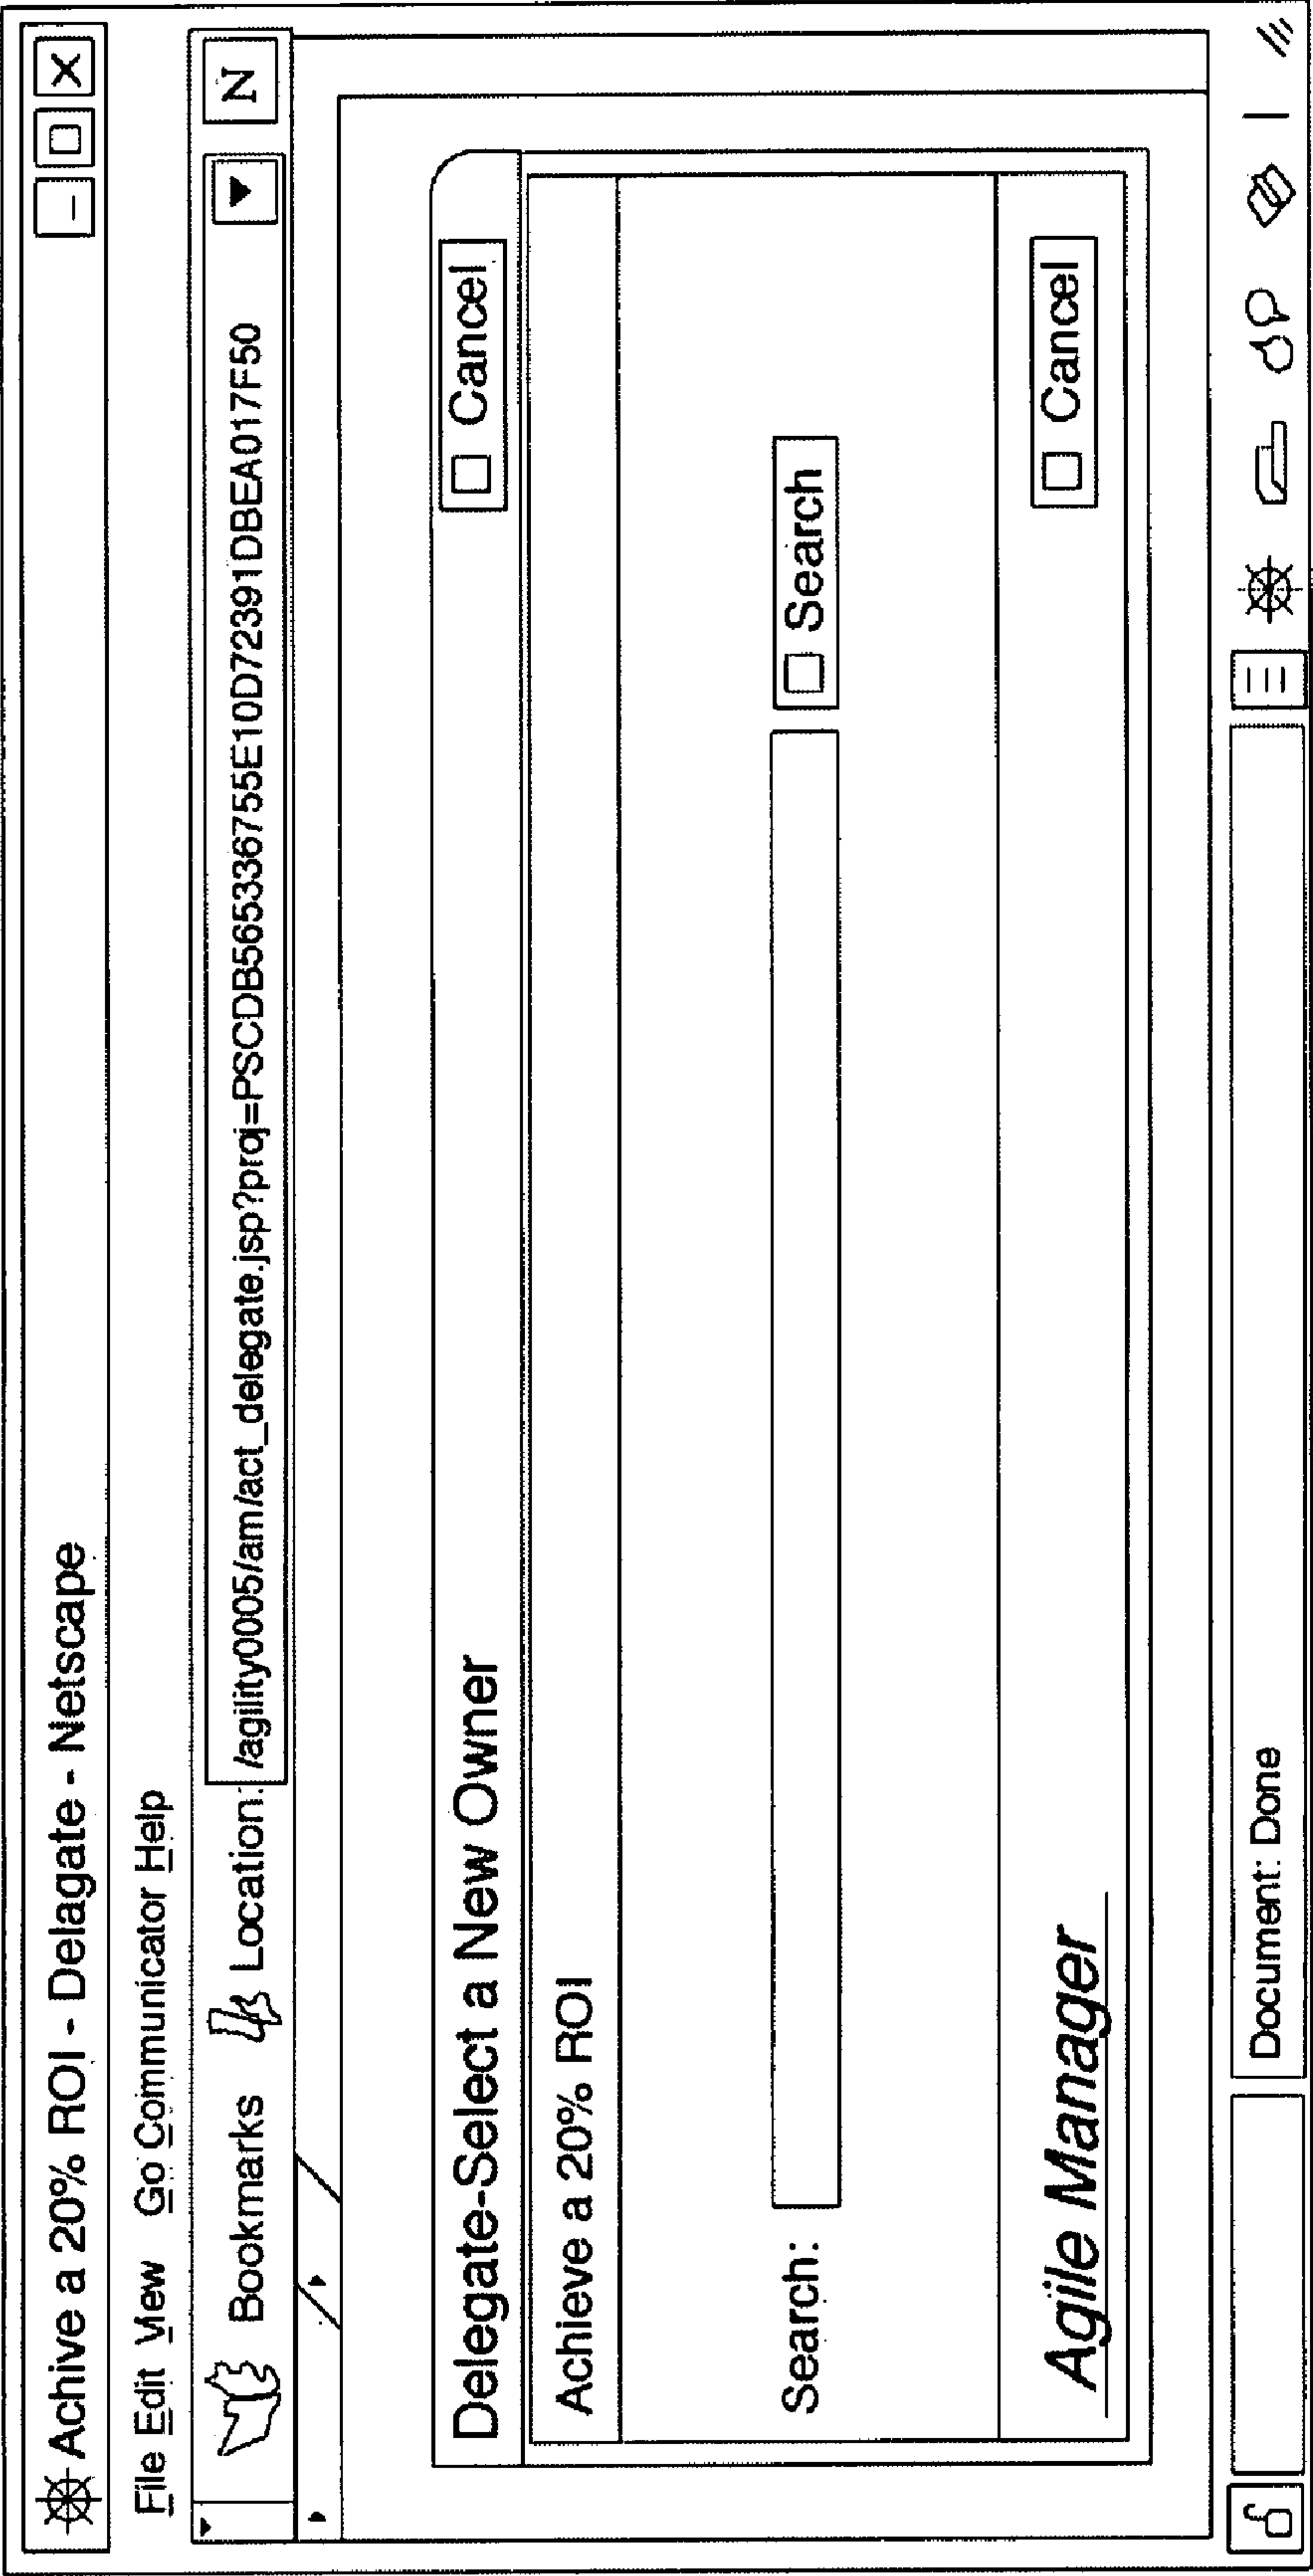 Achive a 20% ROI - Delagate - Netscape
File Edit View Go Communicator Help
Bookmarks Location: /agility0005/am/act_delegate.jsp?proj=PSCDB565336755E10D72391DBEA017F50 N
Delegate-Select a New Owner Cancel
Achieve a 20% ROI
Search: Search
Agile Manager Cancel
Document: Done